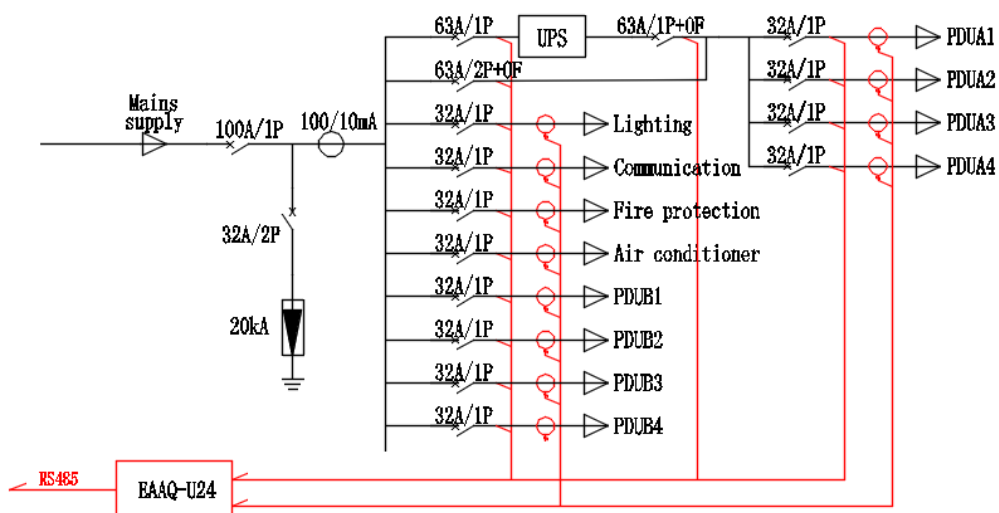 63A/1P
UPS
63A/1P+OF
32A/1P
PDUA1
63A/2P+OF
32A/1P
PDUA2
Mains
supply
100A/1P
100/10mA
32A/1P
Lighting
32A/1P
PDUA3
32A/1P
Communication
32A/1P
PDUA4
32A/2P
32A/1P
Fire protection
32A/1P
Air conditioner
32A/1P
PDUB1
20kA
32A/1P
PDUB2
32A/1P
PDUB3
32A/1P
PDUB4
RS485
EAAQ-U24